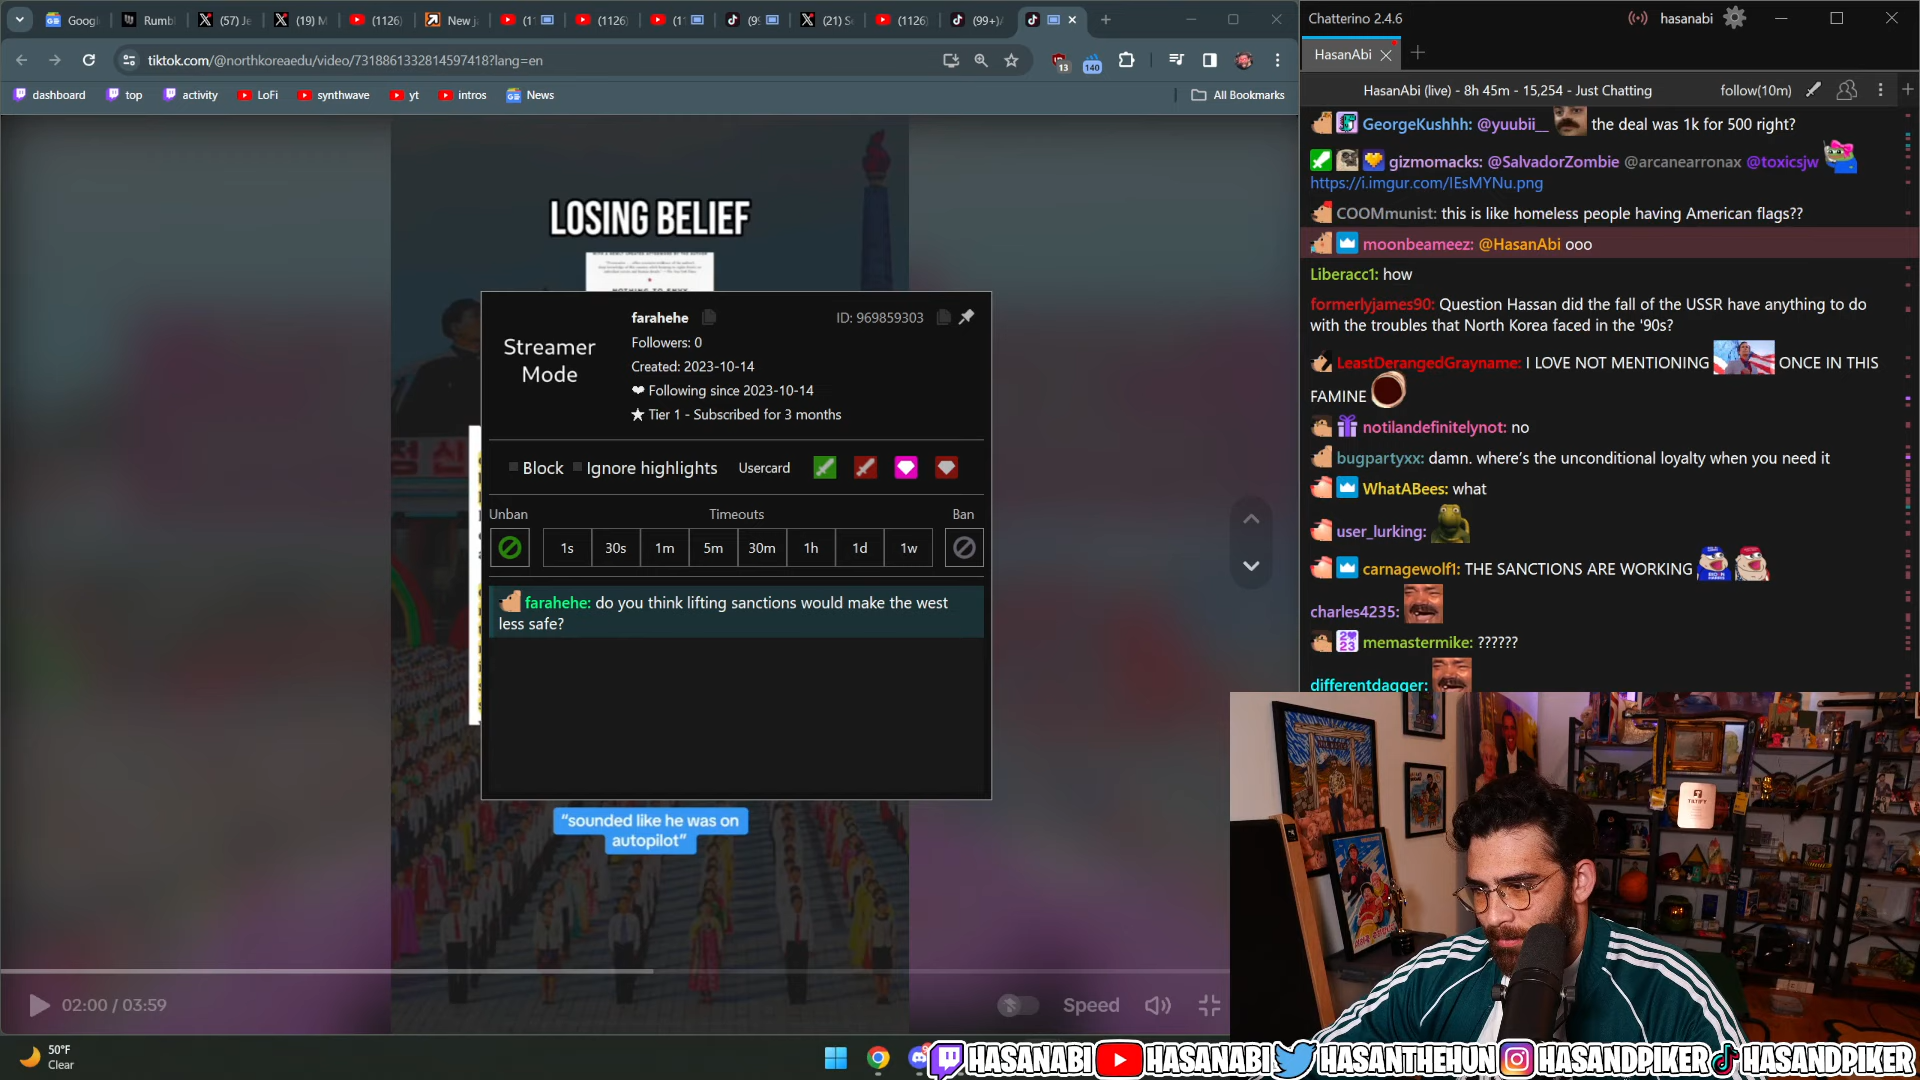 Googl
Rumbl
(57) Je
(19) M
(1126)
New ja
(1126)
(1126)
(21) Se
(1126)
(99+)
tiktok.com/@northkoreaedu/video/7318861332814597418?lang=en
13
140
dashboard
top
activity
LoFi
synthwave
yt
intros
News
All Bookmarks
LOSING BELIEF
farahehe
ID: 969859303
Streamer
Mode
Followers: 0
Created: 2023-10-14
❤ Following since 2023-10-14
★ Tier 1 - Subscribed for 3 months
Block
Ignore highlights
Usercard
Unban
Timeouts
Ban
1s
30s
1m
5m
30m
1h
1d
1w
farahehe: do you think lifting sanctions would make the west
less safe?
“sounded like he was on
autopilot”
02:00 / 03:59
Speed
50°F
Clear
Chatterino 2.4.6
hasanabi
HasanAbi
HasanAbi (live) - 8h 45m - 15,254 - Just Chatting
follow(10m)
GeorgeKushhh: @yuubii__ the deal was 1k for 500 right?
gizmomacks: @SalvadorZombie @arcanearronax @toxicsjw
https://i.imgur.com/IEsMYNu.png
COOMmunist: this is like homeless people having American flags??
moonbeameez: @HasanAbi ooo
Liberacc1: how
formerlyjames90: Question Hassan did the fall of the USSR have anything to do
with the troubles that North Korea faced in the '90s?
LeastDerangedGrayname: I LOVE NOT MENTIONING ONCE IN THIS
FAMINE
notilandefinitelynot: no
bugpartyxx: damn. where’s the unconditional loyalty when you need it
WhatABees: what
user_lurking:
carnagewolf1: THE SANCTIONS ARE WORKING
charles4235:
memastermike: ??????
differentdagger:
HASANABI
HASANABI
HASANTHEHUN
HASANDPIKER
HASANDPIKER